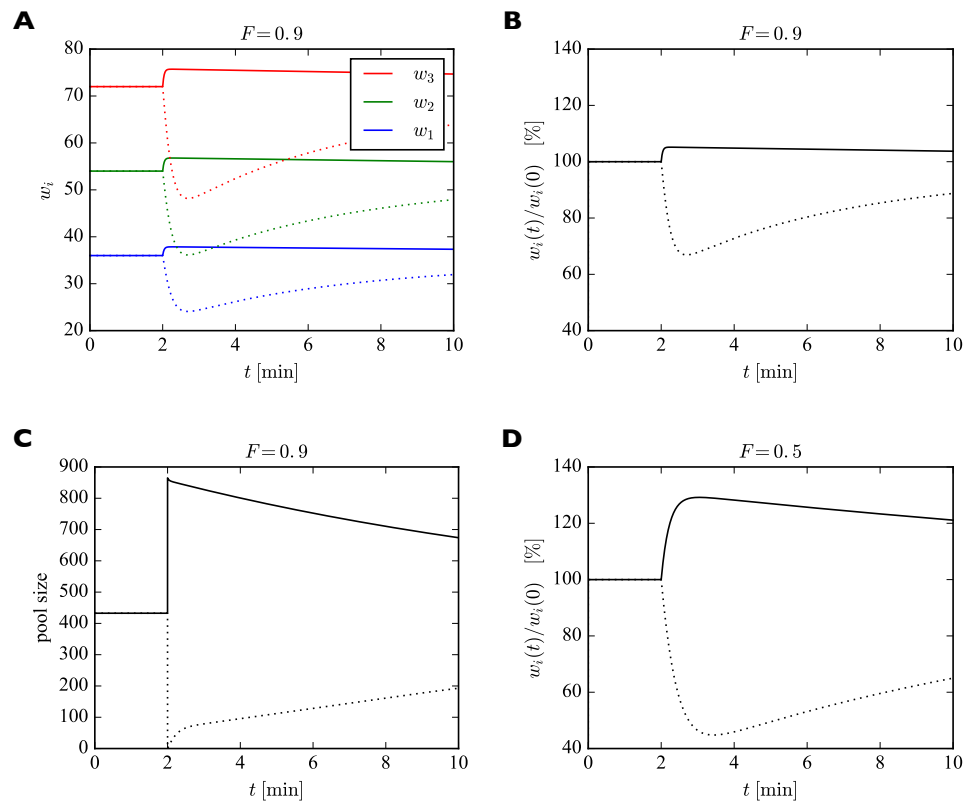 A
F = 0.9
80
70
60
50
40
30
20
w_i
w_3
w_2
w_1
0 2 4 6 8 10
t [min]
B
F = 0.9
140
120
100
80
60
40
w_i(t)/w_i(0) [%]
0 2 4 6 8 10
t [min]
C
F = 0.9
900
800
700
600
500
400
300
200
100
0
pool size
0 2 4 6 8 10
t [min]
D
F = 0.5
140
120
100
80
60
40
w_i(t)/w_i(0) [%]
0 2 4 6 8 10
t [min]